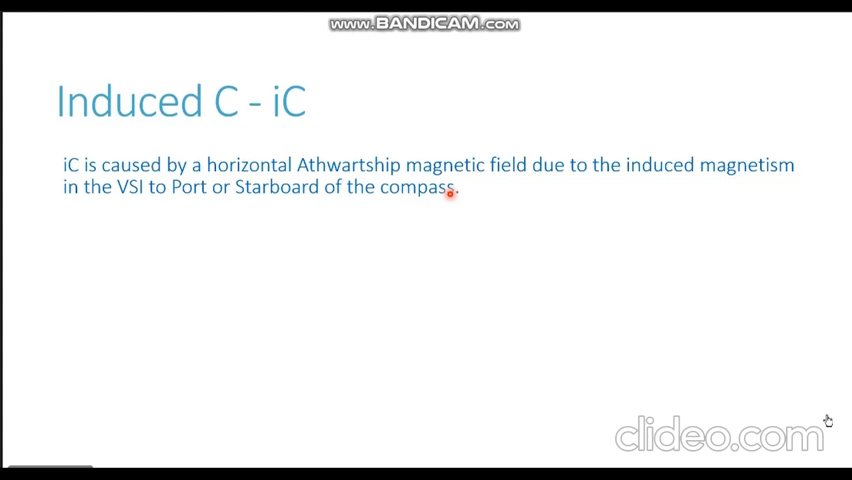 www.BANDICAM.com
Induced C - iC
iC is caused by a horizontal Athwartship magnetic field due to the induced magnetism
in the VSI to Port or Starboard of the compass.
clideo.com